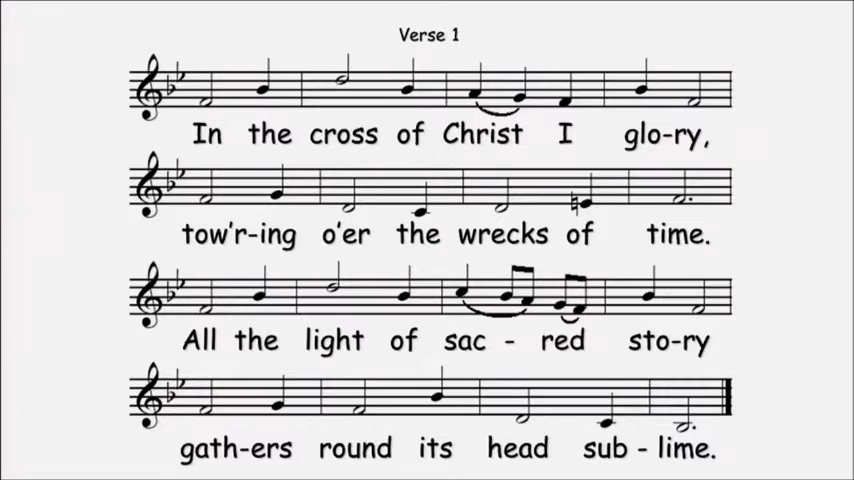 Verse 1
In the cross of Christ I glo-ry,
tow'r-ing o'er the wrecks of time.
All the light of sac - red sto-ry
gath-ers round its head sub - lime.